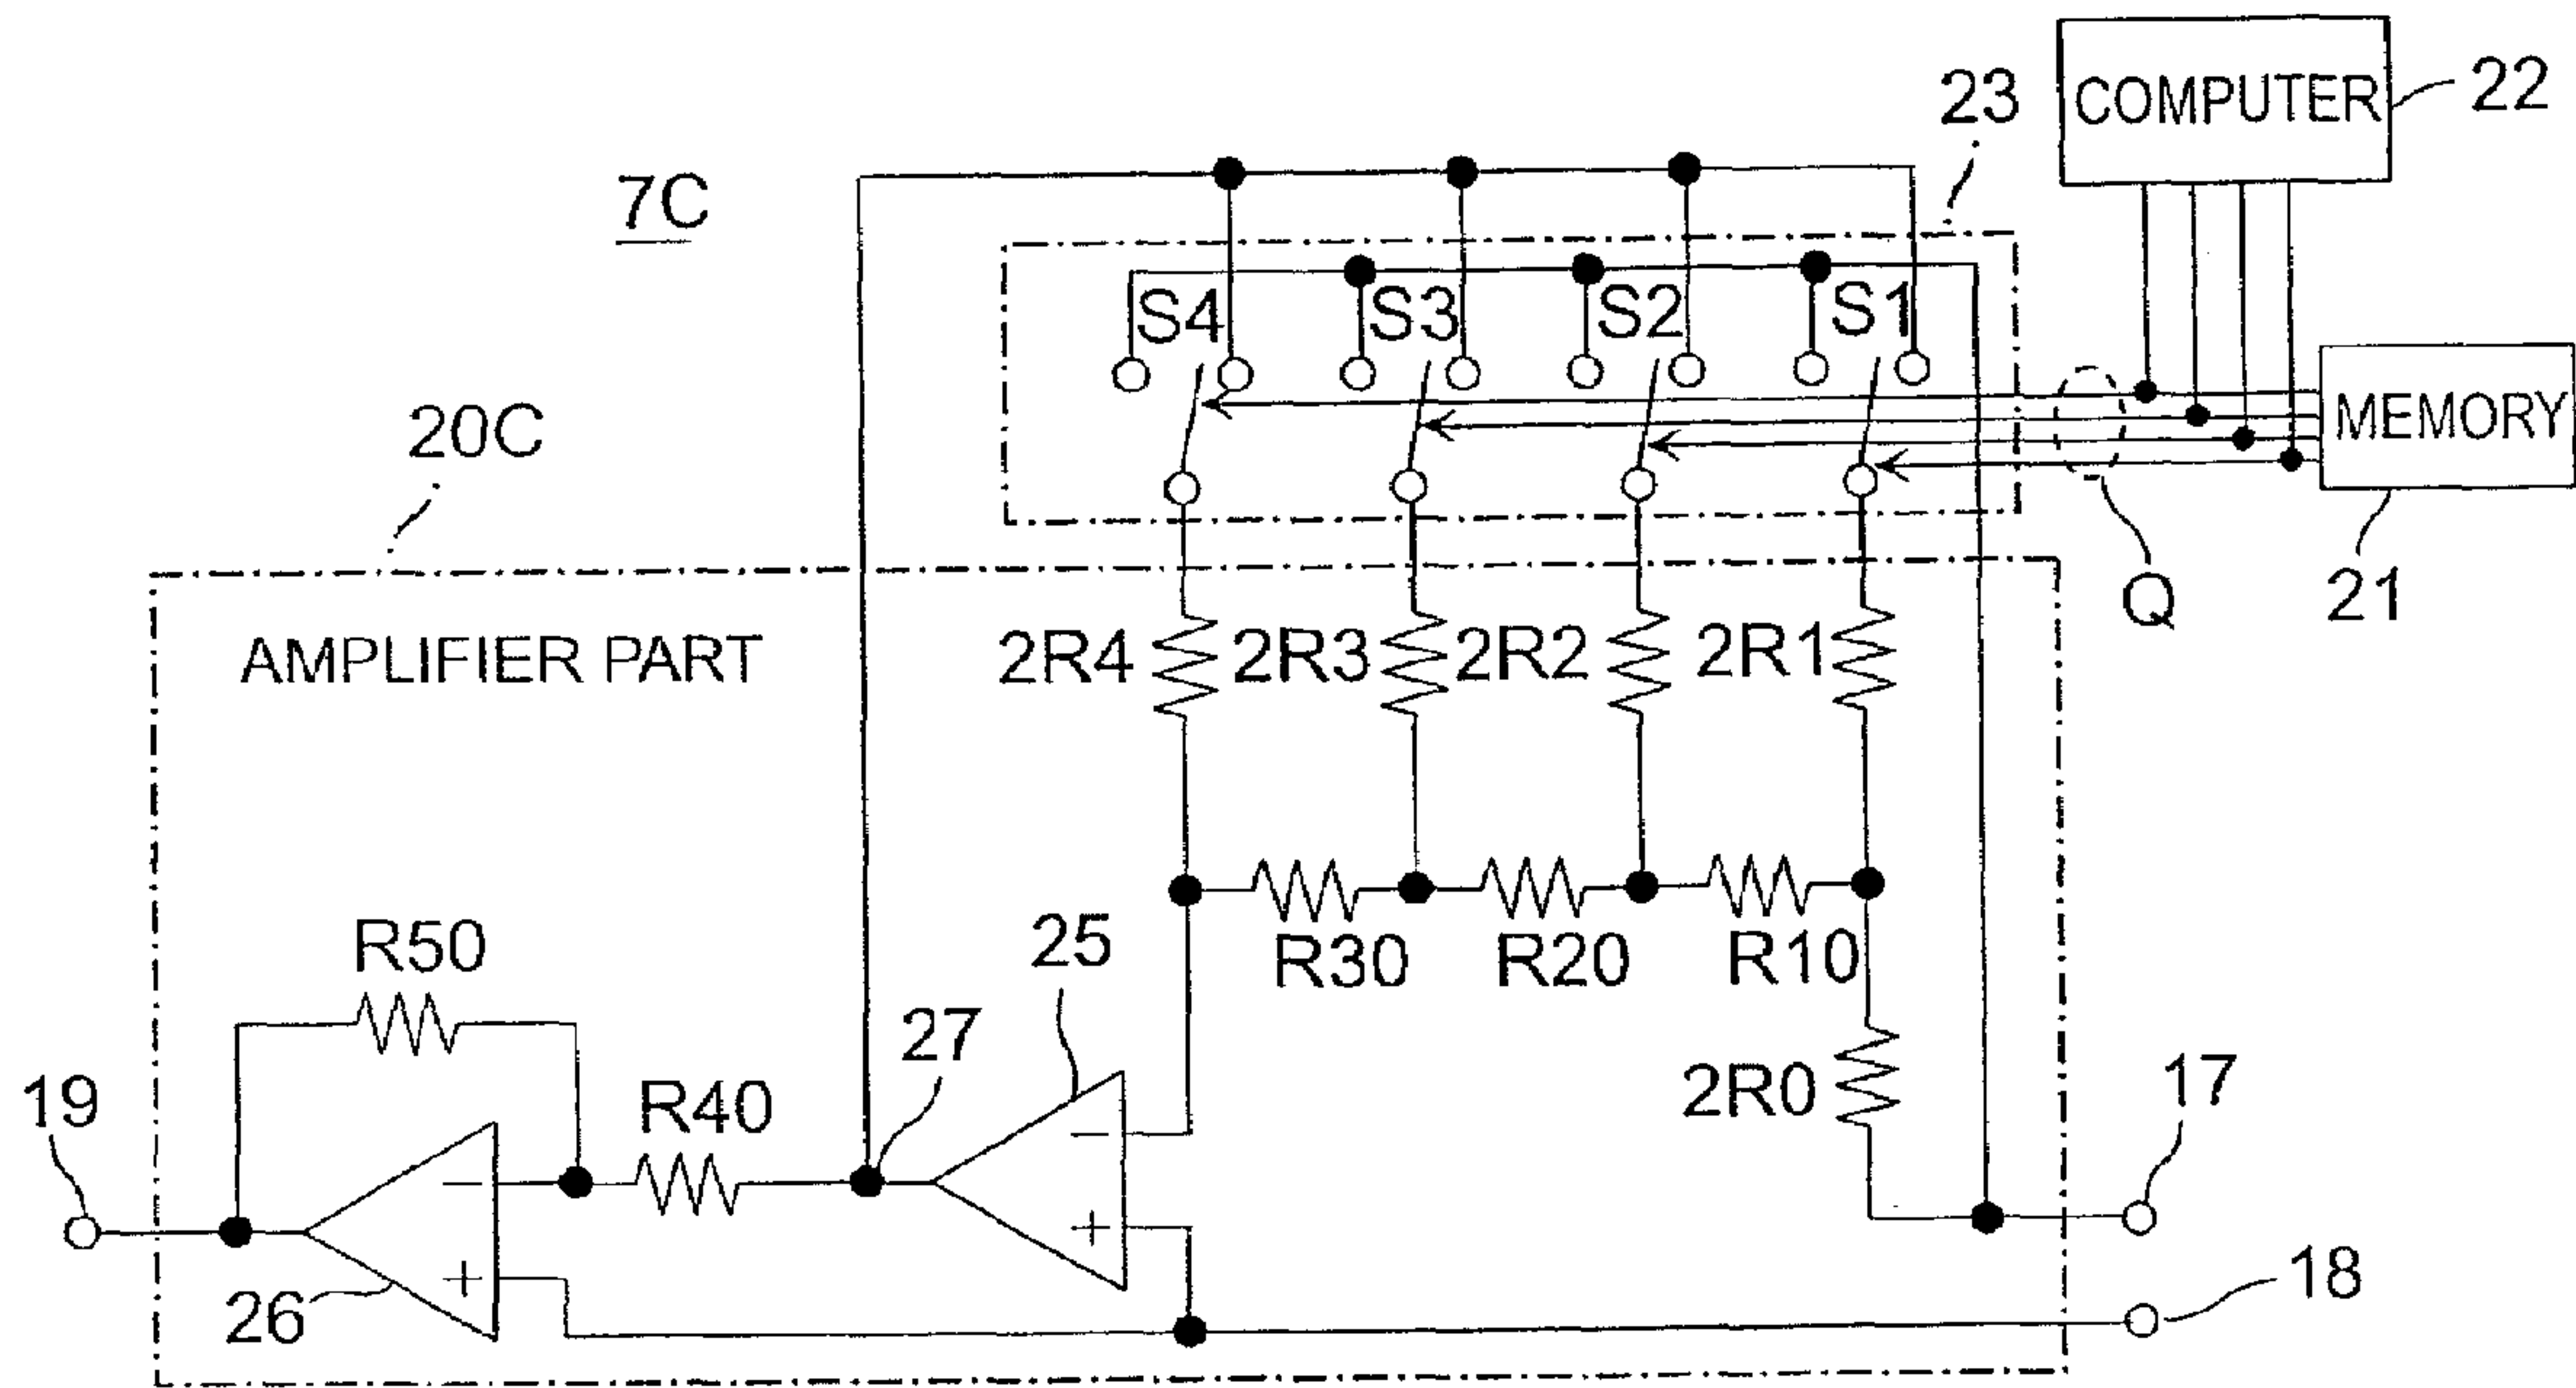 COMPUTER
22
23
7C
S4
S3
S2
S1
MEMORY
20C
Q
21
AMPLIFIER PART
2R4
2R3
2R2
2R1
R50
25
R30
R20
R10
27
19
R40
2R0
17
−
+
−
+
26
18